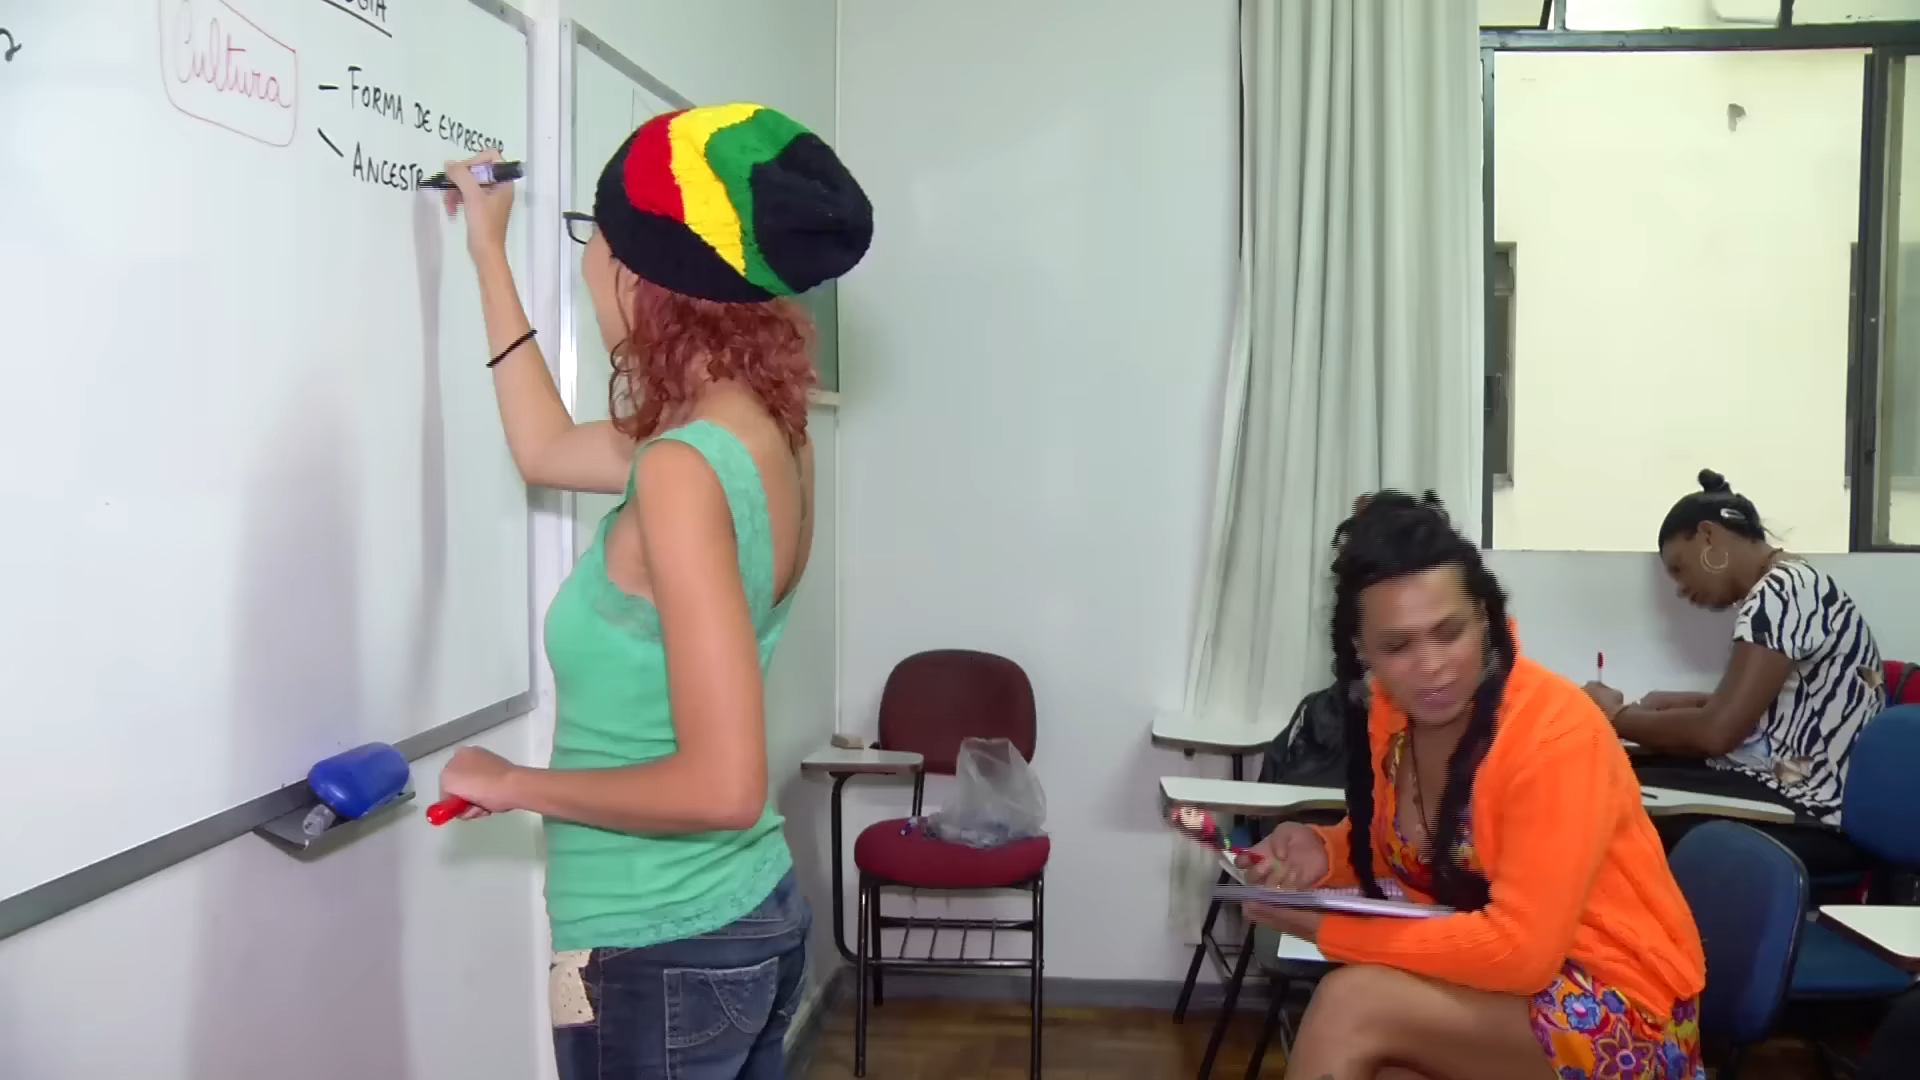 Cultura
– FORMA DE EXPRESSAR
\ ANCESTR